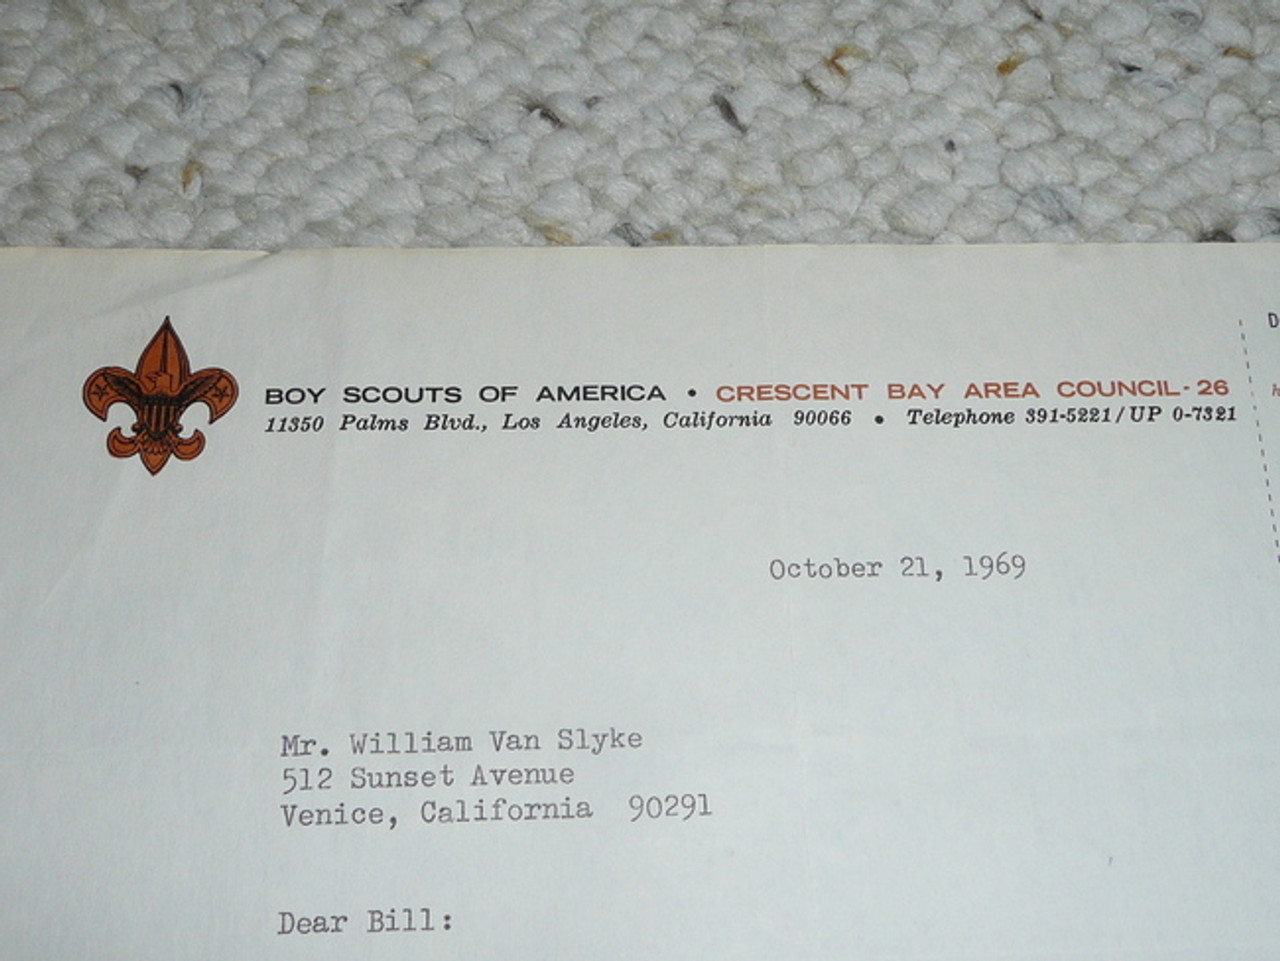 BOY SCOUTS OF AMERICA • CRESCENT BAY AREA COUNCIL-26
11350 Palms Blvd., Los Angeles, California 90066 • Telephone 391-5221/UP 0-7321
October 21, 1969
Mr. William Van Slyke
512 Sunset Avenue
Venice, California 90291
Dear Bill: